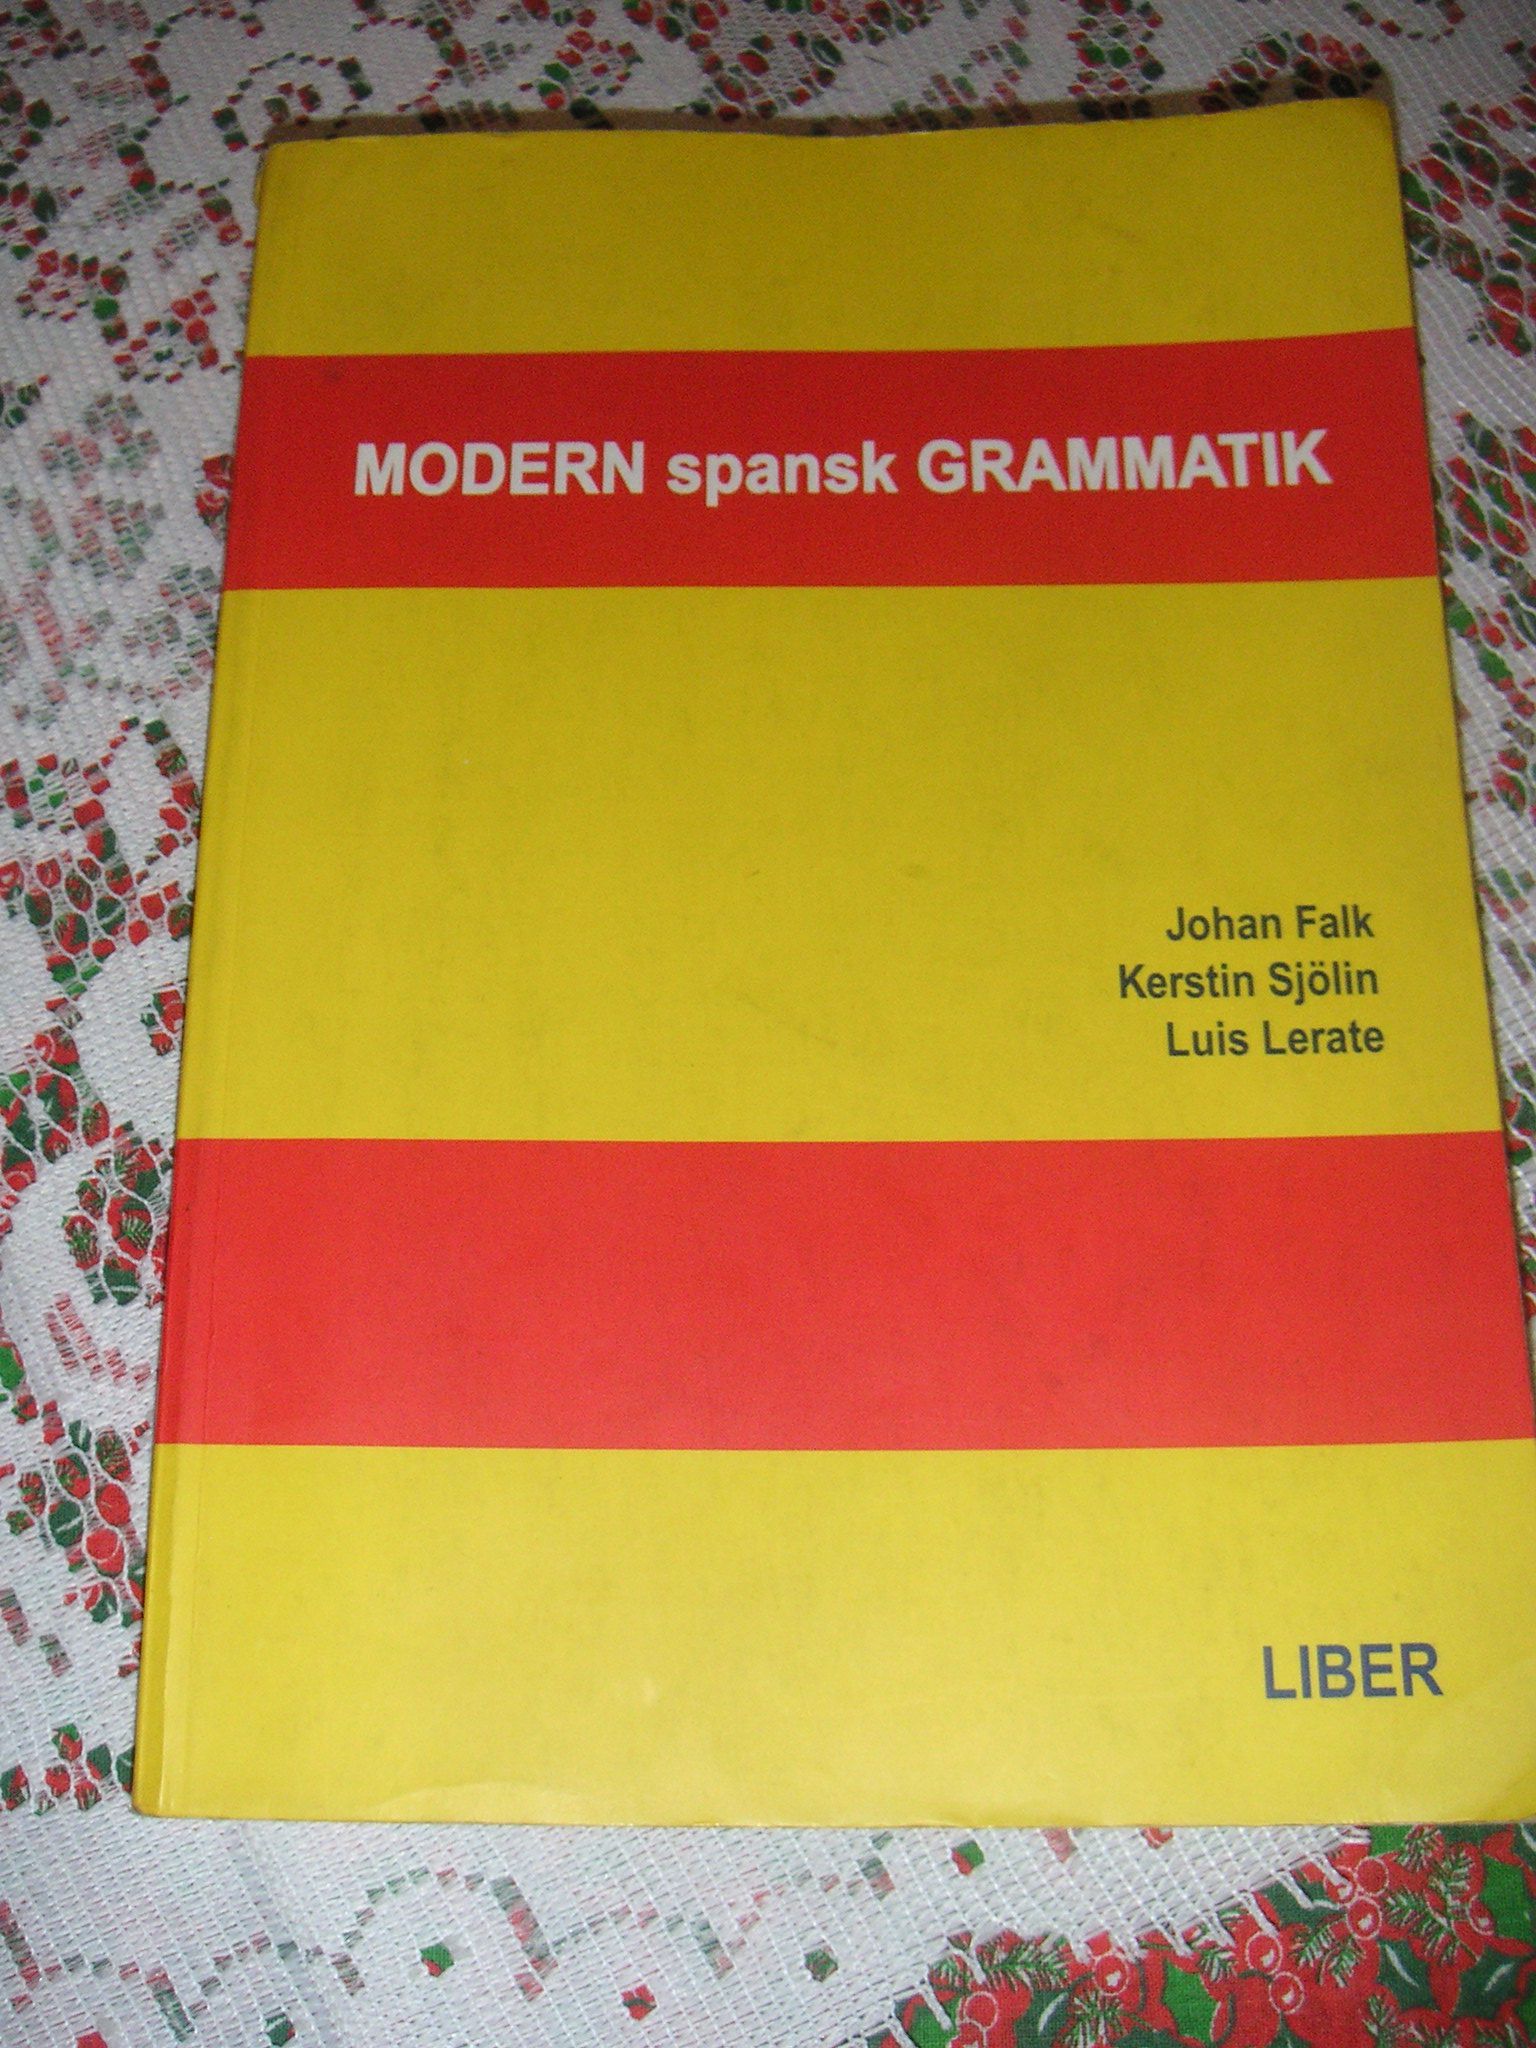 MODERN spansk GRAMMATIK
Johan Falk
Kerstin Sjölin
Luis Lerate
LIBER